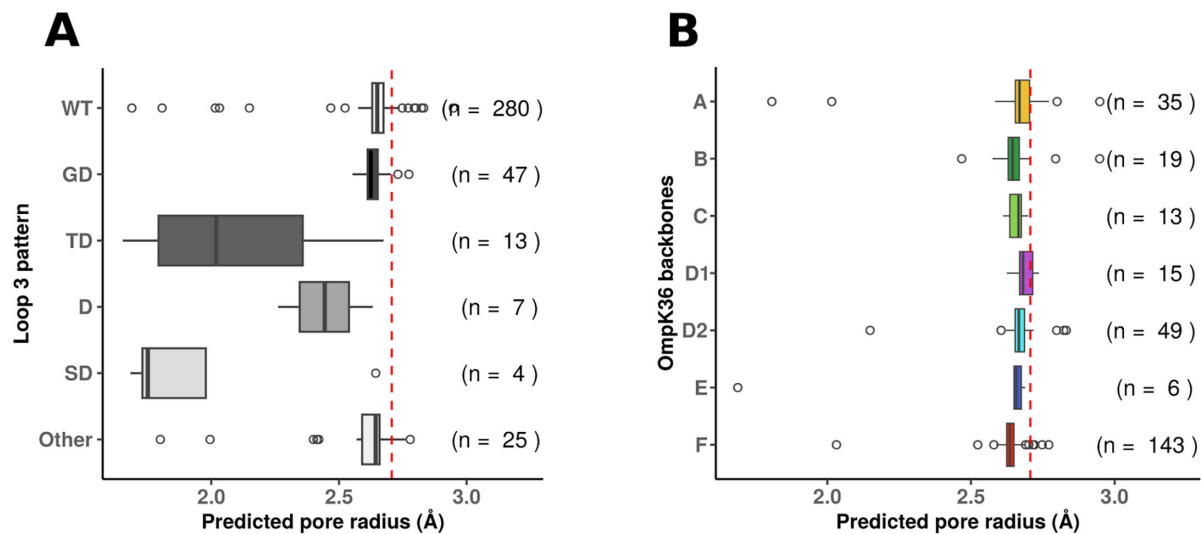 A
WT
(n = 280 )
GD
(n = 47 )
TD
(n = 13 )
D
(n = 7 )
SD
(n = 4 )
Other
(n = 25 )
Loop 3 pattern
2.0 2.5 3.0
Predicted pore radius (Å)
B
A
(n = 35 )
B
(n = 19 )
C
(n = 13 )
D1
(n = 15 )
D2
(n = 49 )
E
(n = 6 )
F
(n = 143 )
OmpK36 backbones
2.0 2.5 3.0
Predicted pore radius (Å)